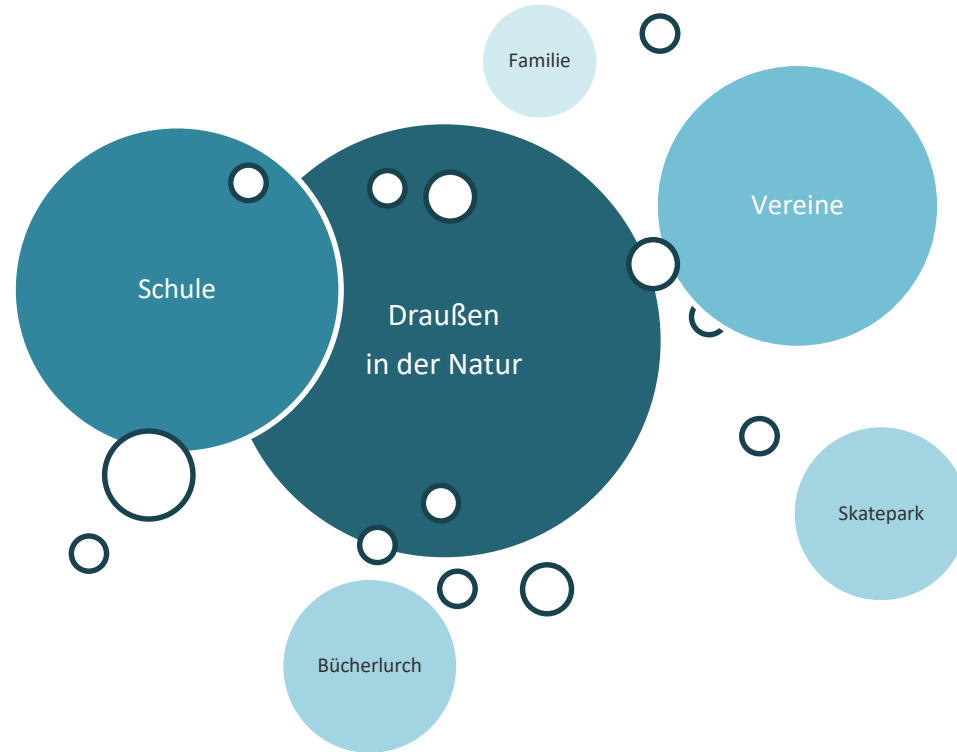 Familie
Vereine
Schule
Draußen
in der Natur
Skatepark
Bücherlurch